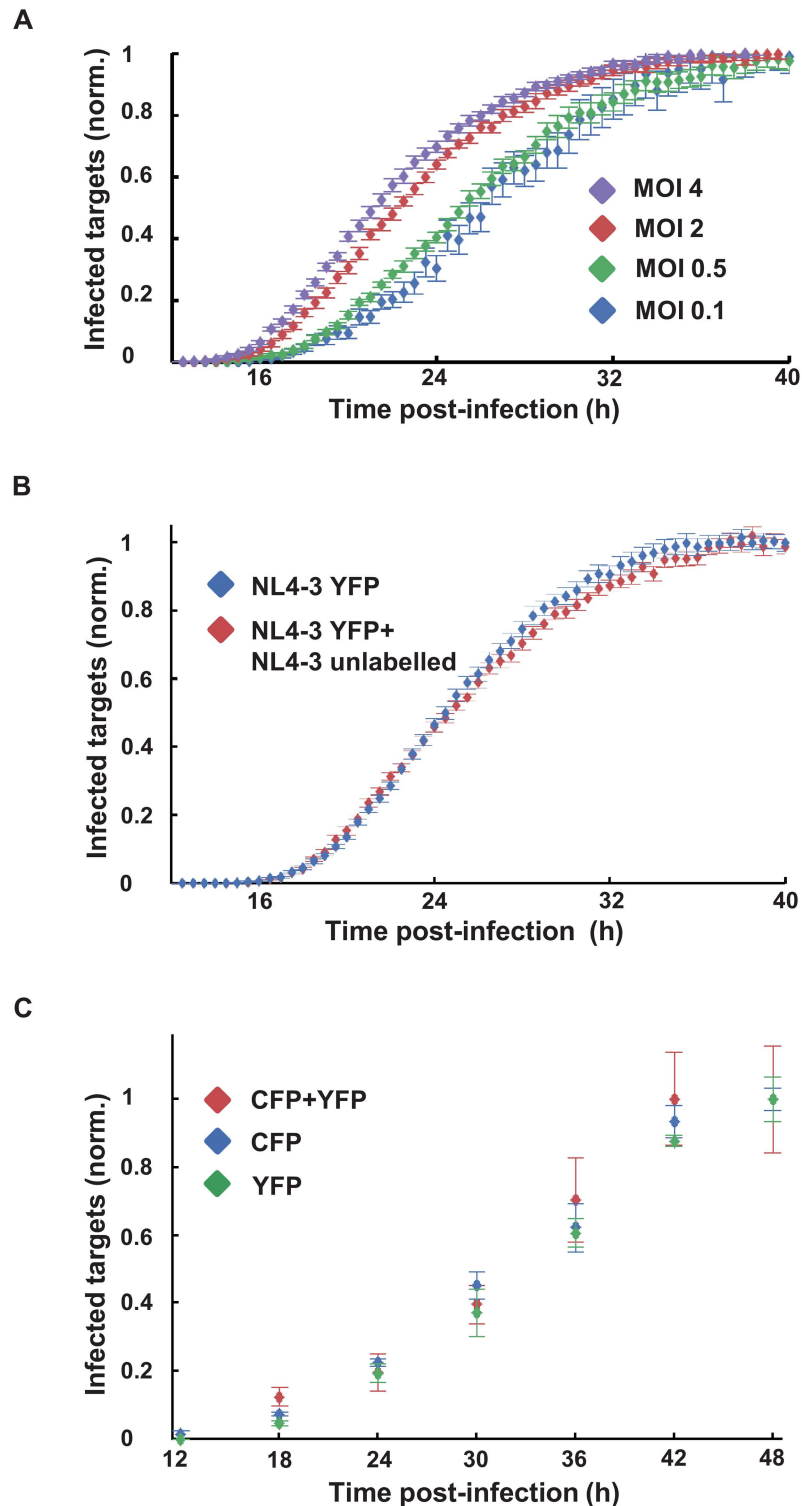 A
Infected targets (norm.)
1
0.8
0.6
0.4
0.2
0
MOI 4
MOI 2
MOI 0.5
MOI 0.1
16
24
32
40
Time post-infection (h)
B
Infected targets (norm.)
1
0.8
0.6
0.4
0.2
0
NL4-3 YFP
NL4-3 YFP+
NL4-3 unlabelled
16
24
32
40
Time post-infection (h)
C
Infected targets (norm.)
1
0.8
0.6
0.4
0.2
0
CFP+YFP
CFP
YFP
12
18
24
30
36
42
48
Time post-infection (h)